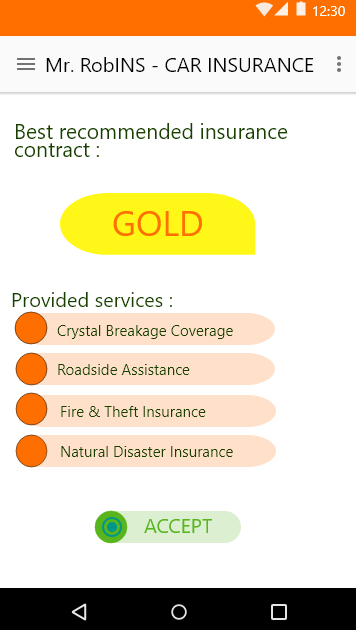 12:30
Mr. RobINS - CAR INSURANCE
Best recommended insurance
contract :
GOLD
Provided services :
Crystal Breakage Coverage
Roadside Assistance
Fire & Theft Insurance
Natural Disaster Insurance
ACCEPT